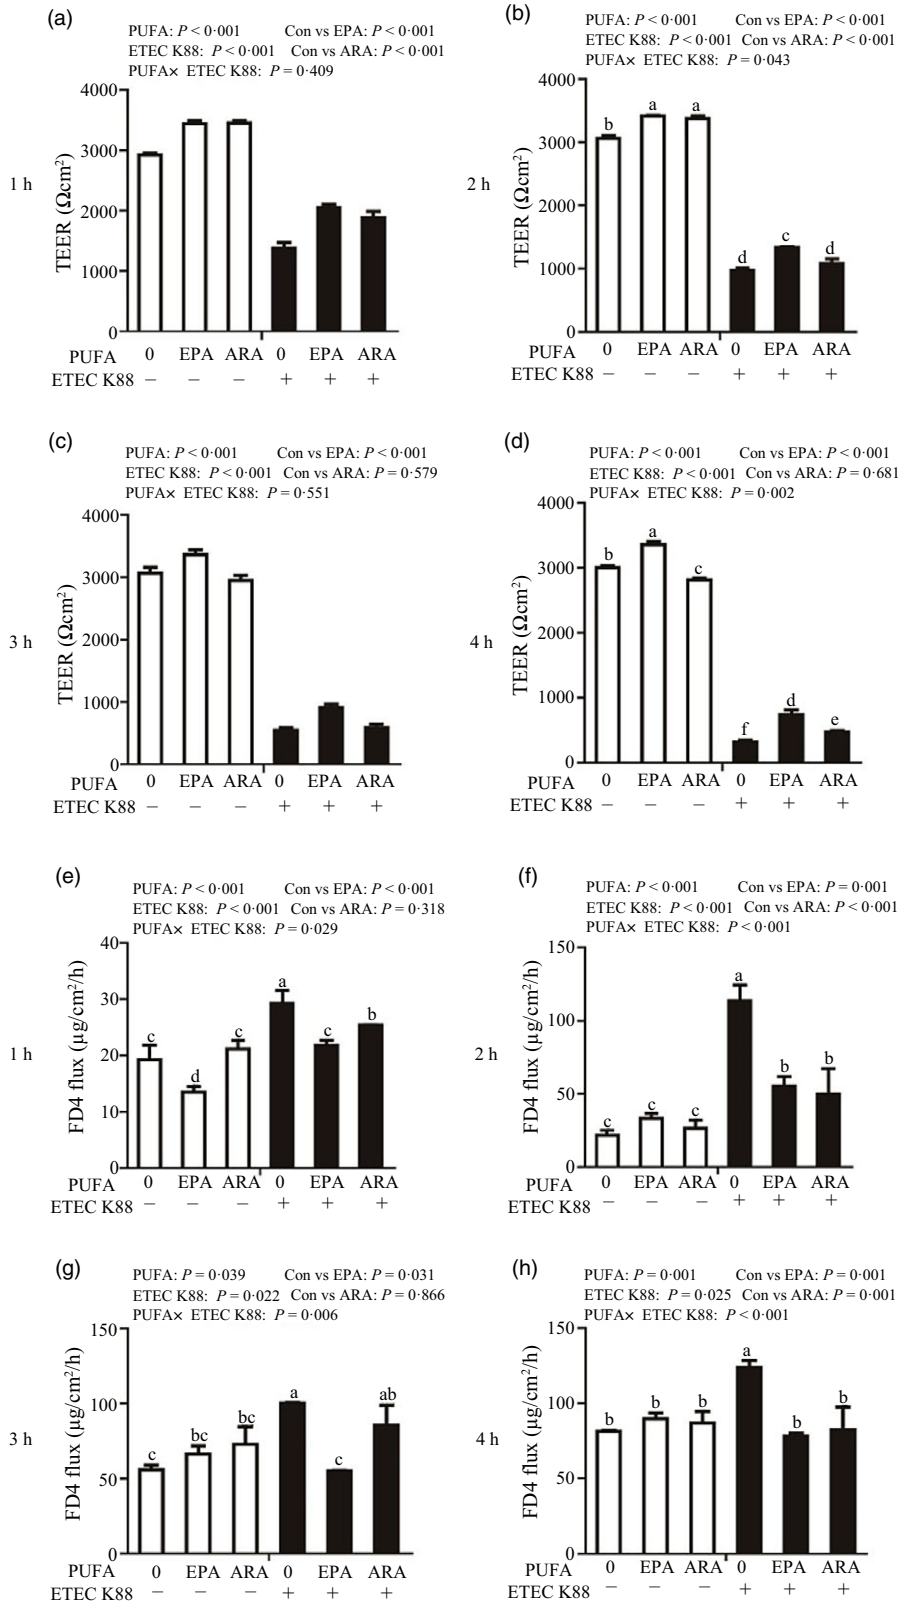 (a)
PUFA: P < 0·001 Con vs EPA: P < 0·001
ETEC K88: P < 0·001 Con vs ARA: P < 0·001
PUFA× ETEC K88: P = 0·409
1 h
TEER (Ωcm²)
4000
3000
2000
1000
0
PUFA 0 EPA ARA 0 EPA ARA
ETEC K88 − − − + + +
(b)
PUFA: P < 0·001 Con vs EPA: P < 0·001
ETEC K88: P < 0·001 Con vs ARA: P < 0·001
PUFA× ETEC K88: P = 0·043
2 h
TEER (Ωcm²)
4000
3000
2000
1000
0
b a a d c d
PUFA 0 EPA ARA 0 EPA ARA
ETEC K88 − − − + + +
(c)
PUFA: P < 0·001 Con vs EPA: P < 0·001
ETEC K88: P < 0·001 Con vs ARA: P = 0·579
PUFA× ETEC K88: P = 0·551
3 h
TEER (Ωcm²)
4000
3000
2000
1000
0
PUFA 0 EPA ARA 0 EPA ARA
ETEC K88 − − − + + +
(d)
PUFA: P < 0·001 Con vs EPA: P < 0·001
ETEC K88: P < 0·001 Con vs ARA: P = 0·681
PUFA× ETEC K88: P = 0·002
4 h
TEER (Ωcm²)
4000
3000
2000
1000
0
b a c f d e
PUFA 0 EPA ARA 0 EPA ARA
ETEC K88 − − − + + +
(e)
PUFA: P < 0·001 Con vs EPA: P < 0·001
ETEC K88: P < 0·001 Con vs ARA: P = 0·318
PUFA× ETEC K88: P = 0·029
1 h
FD4 flux (µg/cm²/h)
40
30
20
10
0
c d c a c b
PUFA 0 EPA ARA 0 EPA ARA
ETEC K88 − − − + + +
(f)
PUFA: P < 0·001 Con vs EPA: P = 0·001
ETEC K88: P < 0·001 Con vs ARA: P < 0·001
PUFA× ETEC K88: P < 0·001
2 h
FD4 flux (µg/cm²/h)
150
100
50
0
c c c a b b
PUFA 0 EPA ARA 0 EPA ARA
ETEC K88 − − − + + +
(g)
PUFA: P = 0·039 Con vs EPA: P = 0·031
ETEC K88: P = 0·022 Con vs ARA: P = 0·866
PUFA× ETEC K88: P = 0·006
3 h
FD4 flux (µg/cm²/h)
150
100
50
0
c bc bc a c ab
PUFA 0 EPA ARA 0 EPA ARA
ETEC K88 − − − + + +
(h)
PUFA: P = 0·001 Con vs EPA: P = 0·001
ETEC K88: P = 0·025 Con vs ARA: P = 0·001
PUFA× ETEC K88: P < 0·001
4 h
FD4 flux (µg/cm²/h)
150
100
50
0
b b b a b b
PUFA 0 EPA ARA 0 EPA ARA
ETEC K88 − − − + + +